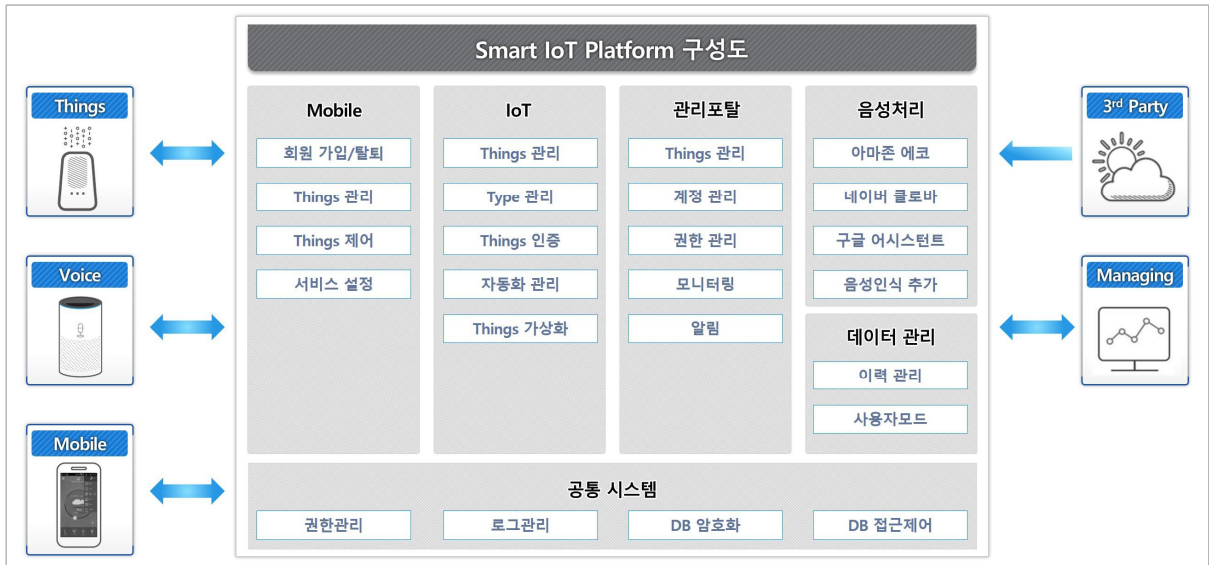 Smart IoT Platform 구성도
Things
Voice
Mobile
Mobile
회원 가입/탈퇴
Things 관리
Things 제어
서비스 설정
IoT
Things 관리
Type 관리
Things 인증
자동화 관리
Things 가상화
관리포탈
Things 관리
계정 관리
권한 관리
모니터링
알림
음성처리
아마존 에코
네이버 클로바
구글 어시스턴트
음성인식 추가
데이터 관리
이력 관리
사용자모드
공통 시스템
권한관리
로그관리
DB 암호화
DB 접근제어
3rd Party
Managing